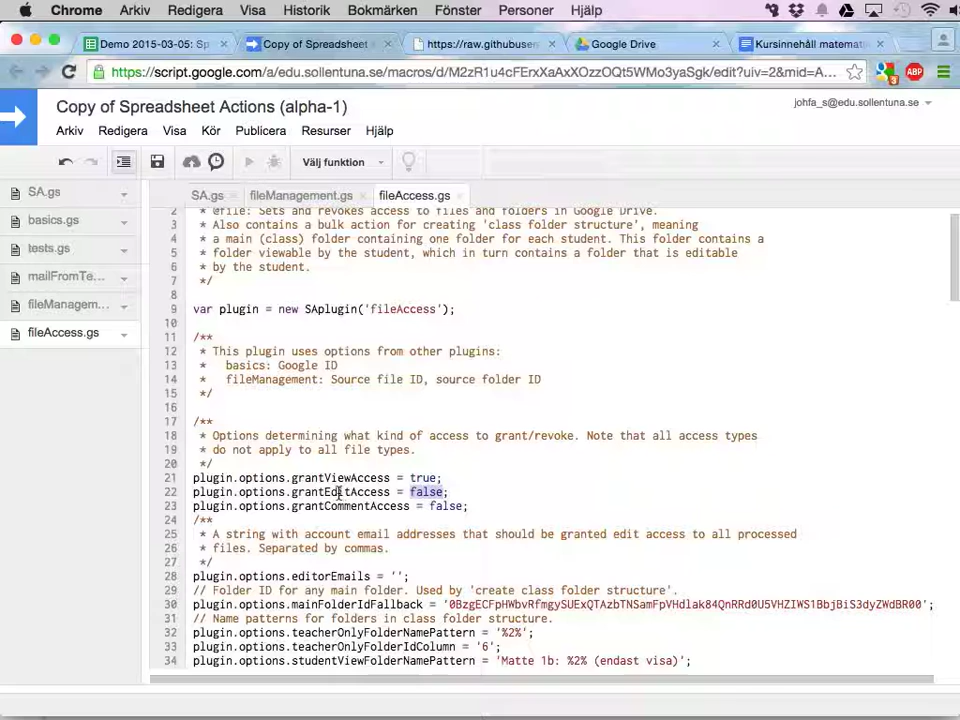 Chrome Arkiv Redigera Visa Historik Bokmärken Fönster Personer Hjälp
Demo 2015-03-05: Sp
Copy of Spreadsheet
https://raw.githubuser
Google Drive
Kursinnehåll matemat
https://script.google.com/a/edu.sollentuna.se/macros/d/M2zR1u4cFErxXaAxXOzzOQt5WMo3yaSgk/edit?uiv=2&mid=A...
ABP
3
Copy of Spreadsheet Actions (alpha-1)
johfa_s@edu.sollentuna.se
Arkiv Redigera Visa Kör Publicera Resurser Hjälp
Välj funktion
SA.gs
basics.gs
tests.gs
mailFromTe...
fileManagem...
fileAccess.gs
SA.gs fileManagement.gs fileAccess.gs
2 * @file: Sets and revokes access to files and folders in Google Drive.
3 * Also contains a bulk action for creating 'class folder structure', meaning
4 * a main (class) folder containing one folder for each student. This folder contains a
5 * folder viewable by the student, which in turn contains a folder that is editable
6 * by the student.
7 */
8
9 var plugin = new SAplugin('fileAccess');
10
11 /**
12 * This plugin uses options from other plugins:
13 * basics: Google ID
14 * fileManagement: Source file ID, source folder ID
15 */
16
17 /**
18 * Options determining what kind of access to grant/revoke. Note that all access types
19 * do not apply to all file types.
20 */
21 plugin.options.grantViewAccess = true;
22 plugin.options.grantEditAccess = false;
23 plugin.options.grantCommentAccess = false;
24 /**
25 * A string with account email addresses that should be granted edit access to all processed
26 * files. Separated by commas.
27 */
28 plugin.options.editorEmails = '';
29 // Folder ID for any main folder. Used by 'create class folder structure'.
30 plugin.options.mainFolderIdFallback = '0BzgECFpHWbvRfmgySUExQTAzbTNSamFpVHdlak84QnRRd0U5VHZIWS1BbjBiS3dyZWdBR00';
31 // Name patterns for folders in class folder structure.
32 plugin.options.teacherOnlyFolderNamePattern = '%2%';
33 plugin.options.teacherOnlyFolderIdColumn = '6';
34 plugin.options.studentViewFolderNamePattern = 'Matte 1b: %2% (endast visa)';